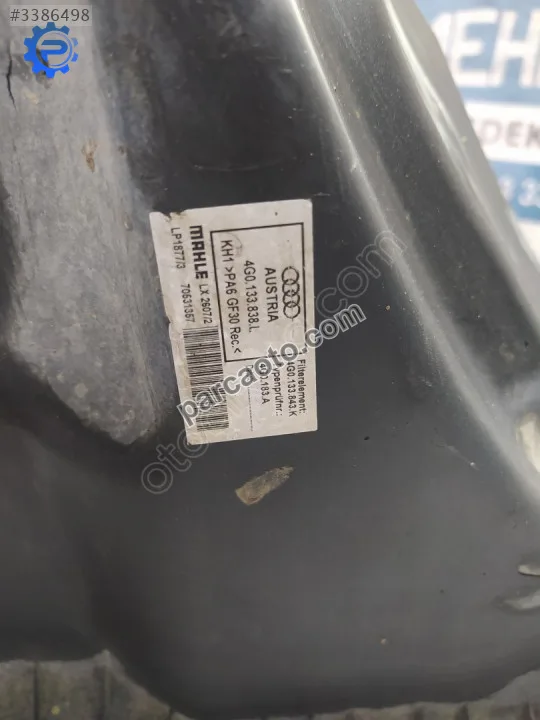 #3386498
MEH
DEK
Filterelement:
4G0.133.843.K
AUSTRIA
4G0.133.838.L
KH1 >PA6 GF30 Rec.<
MAHLE LX 2607/2
LP1877/3 70631357
parcaoto.com